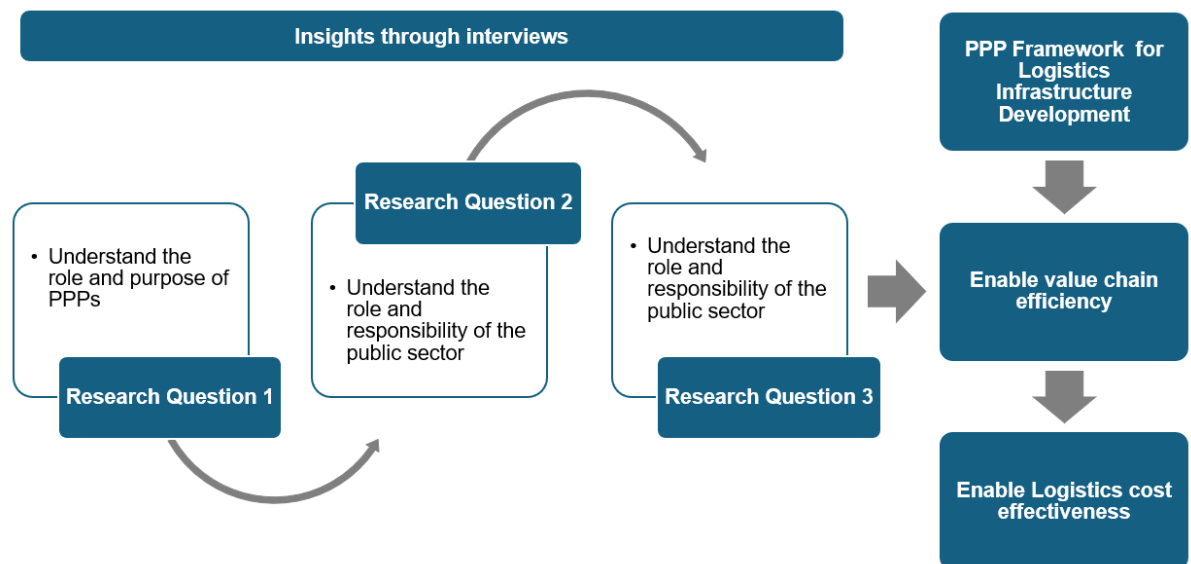 Insights through interviews
PPP Framework for
Logistics
Infrastructure
Development
Research Question 2
• Understand the
role and purpose of
PPPs
Research Question 1
• Understand the
role and
responsibility of the
public sector
• Understand the
role and
responsibility of the
public sector
Research Question 3
Enable value chain
efficiency
Enable Logistics cost
effectiveness